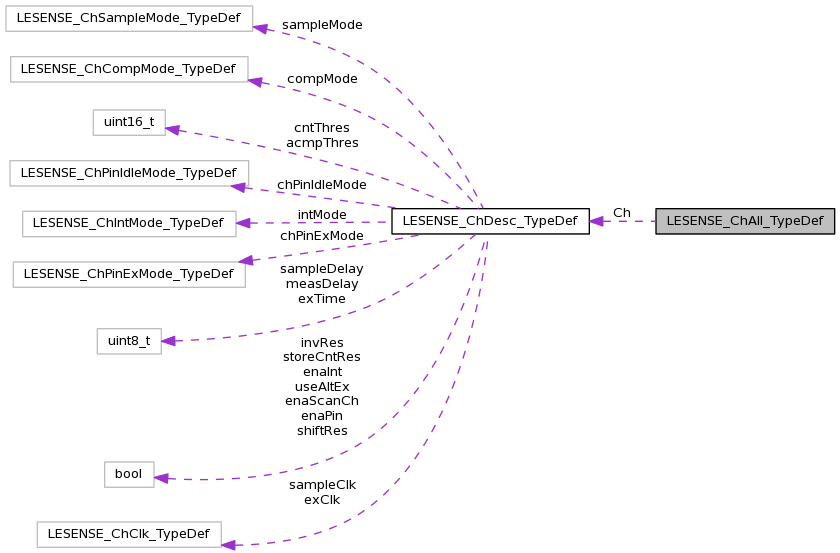 LESENSE_ChSampleMode_TypeDef
sampleMode
LESENSE_ChCompMode_TypeDef
compMode
uint16_t
cntThres
acmpThres
LESENSE_ChPinIdleMode_TypeDef
chPinIdleMode
LESENSE_ChIntMode_TypeDef
intMode
LESENSE_ChDesc_TypeDef
Ch
LESENSE_ChAll_TypeDef
chPinExMode
LESENSE_ChPinExMode_TypeDef
sampleDelay
measDelay
exTime
uint8_t
invRes
storeCntRes
enaInt
useAltEx
enaScanCh
enaPin
shiftRes
bool
sampleClk
exClk
LESENSE_ChClk_TypeDef